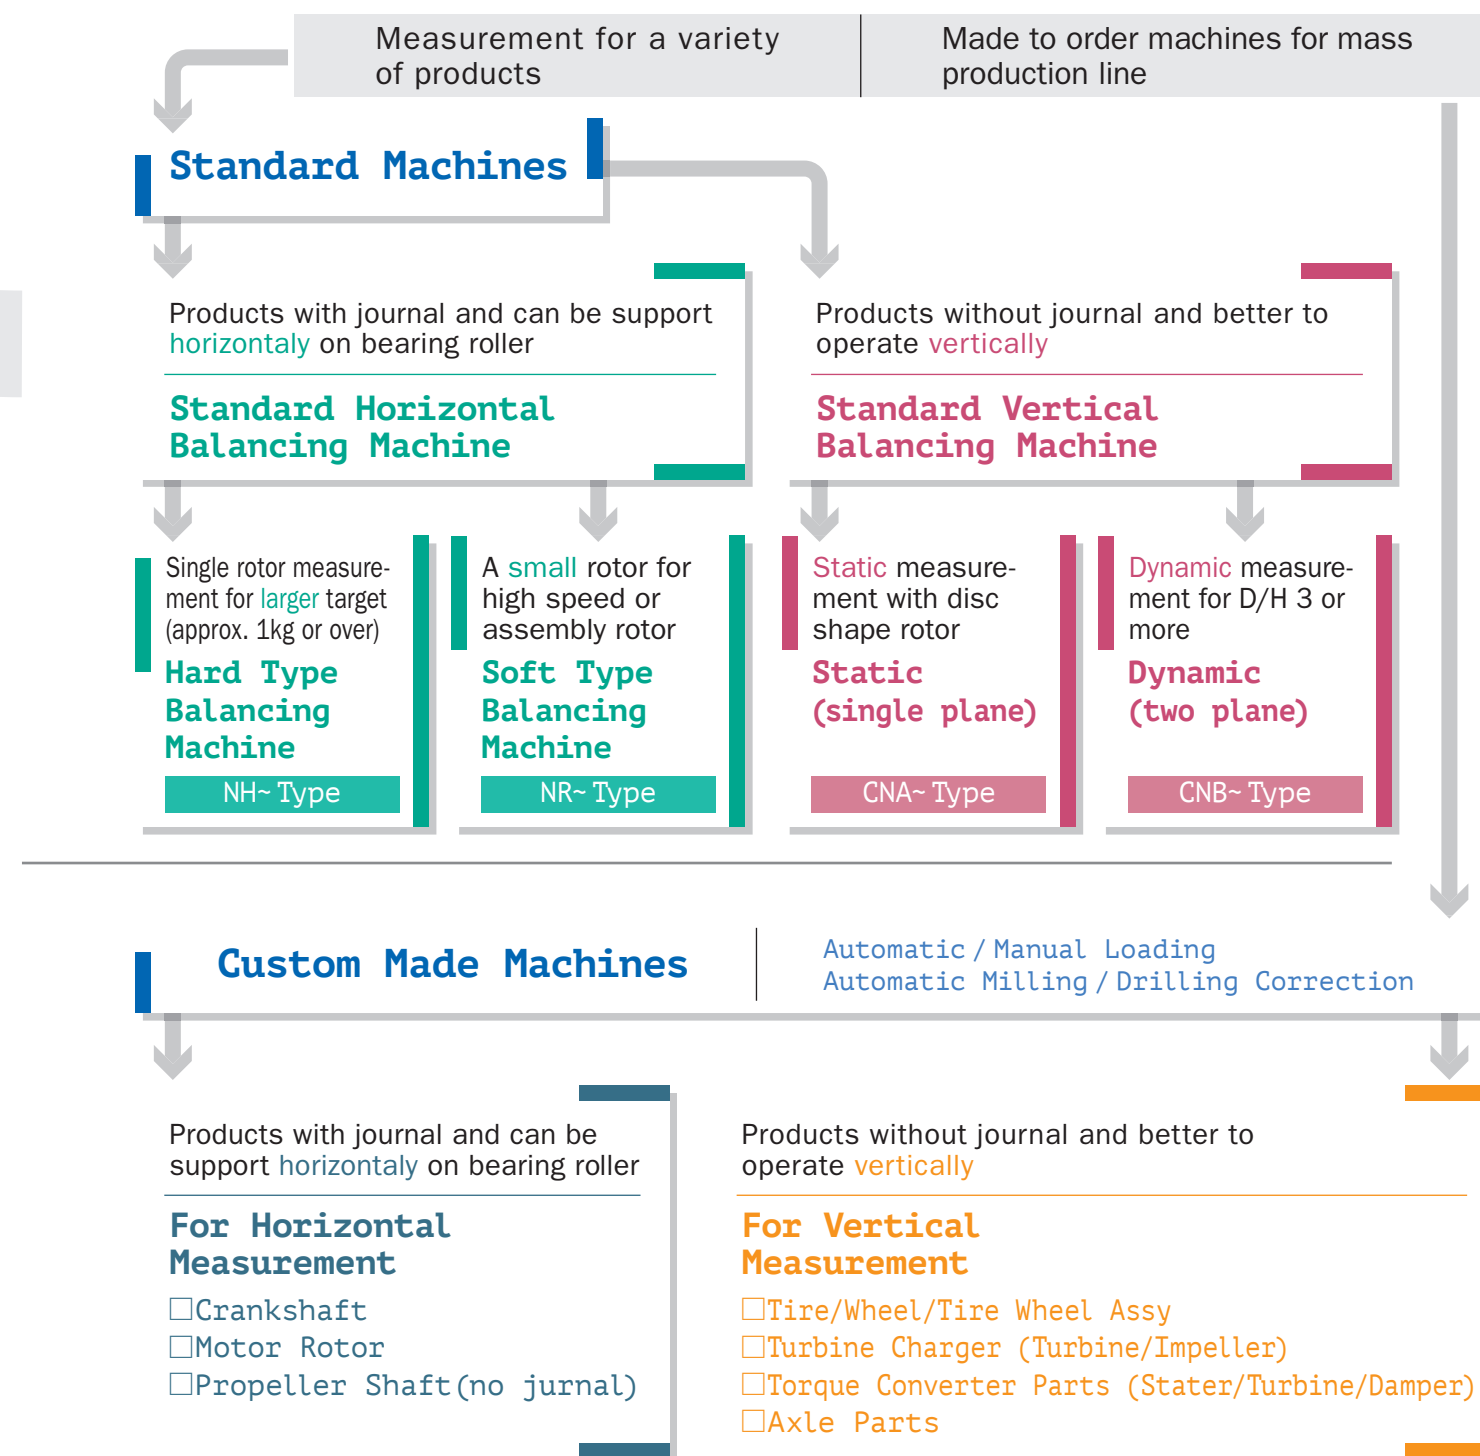 Measurement for a variety
of products
Made to order machines for mass
production line
Standard Machines
Products with journal and can be support
horizontaly on bearing roller
Standard Horizontal
Balancing Machine
Products without journal and better to
operate vertically
Standard Vertical
Balancing Machine
Single rotor measure-
ment for larger target
(approx. 1kg or over)
Hard Type
Balancing
Machine
NH~ Type
A small rotor for
high speed or
assembly rotor
Soft Type
Balancing
Machine
NR~ Type
Static measure-
ment with disc
shape rotor
Static
(single plane)
CNA~ Type
Dynamic measure-
ment for D/H 3 or
more
Dynamic
(two plane)
CNB~ Type
Custom Made Machines
Automatic / Manual Loading
Automatic Milling / Drilling Correction
Products with journal and can be
support horizontaly on bearing roller
For Horizontal
Measurement
□Crankshaft
□Motor Rotor
□Propeller Shaft(no jurnal)
Products without journal and better to
operate vertically
For Vertical
Measurement
□Tire/Wheel/Tire Wheel Assy
□Turbine Charger (Turbine/Impeller)
□Torque Converter Parts (Stater/Turbine/Damper)
□Axle Parts